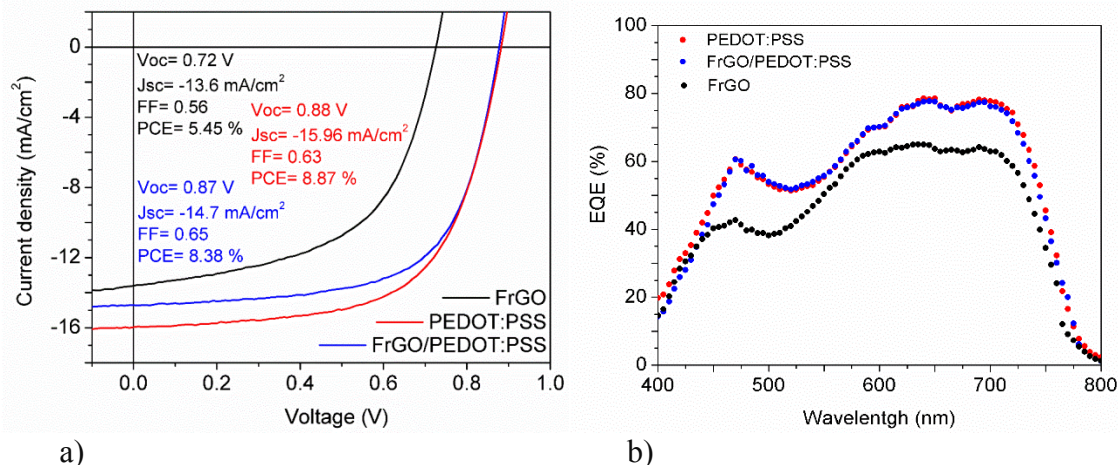 Current density (mA/cm²)
0
-4
-8
-12
-16
Voc= 0.72 V
Jsc= -13.6 mA/cm²
FF= 0.56
PCE= 5.45 %
Voc= 0.88 V
Jsc= -15.96 mA/cm²
FF= 0.63
PCE= 8.87 %
Voc= 0.87 V
Jsc= -14.7 mA/cm²
FF= 0.65
PCE= 8.38 %
FrGO
PEDOT:PSS
FrGO/PEDOT:PSS
0.0 0.2 0.4 0.6 0.8 1.0
Voltage (V)
a)
EQE (%)
100
80
60
40
20
0
PEDOT:PSS
FrGO/PEDOT:PSS
FrGO
400 500 600 700 800
Wavelentgh (nm)
b)